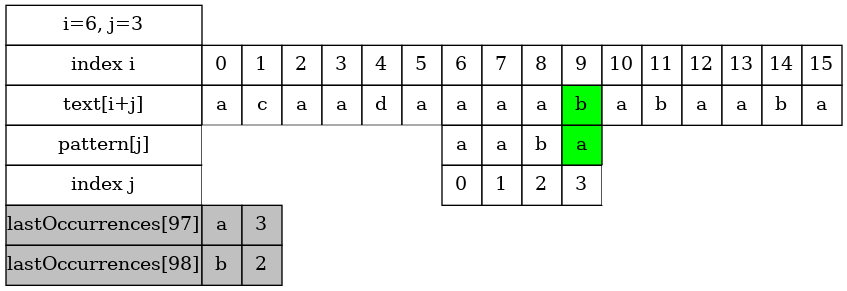 i=6, j=3
index i 0 1 2 3 4 5 6 7 8 9 10 11 12 13 14 15
text[i+j] a c a a d a a a a b a b a a b a
pattern[j] a a b a
index j 0 1 2 3
lastOccurrences[97] a 3
lastOccurrences[98] b 2